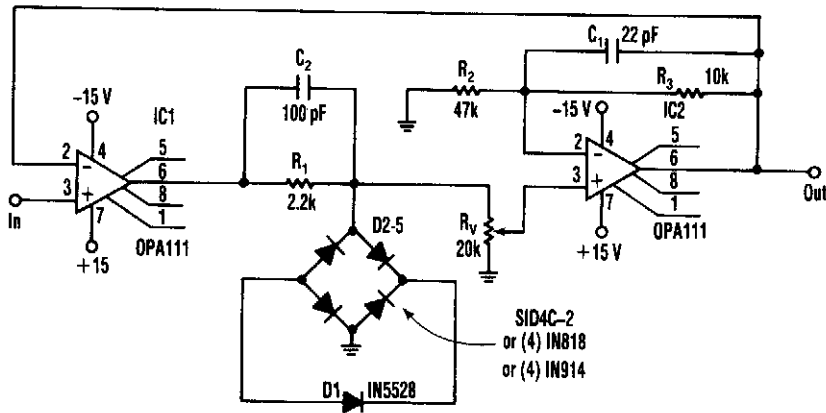 C₁
22 pF
C₂
100 pF
R₂
47k
R₃
10k
–15 V
IC1
–15 V
IC2
4
5
2
–
6
3
+
8
7
1
In
+15
OPA111
R₁
2.2k
4
5
2
–
6
3
+
8
7
1
Out
+15 V
OPA111
D2-5
Rᵥ
20k
SID4C–2
or (4) IN818
or (4) IN914
D1
IN5528